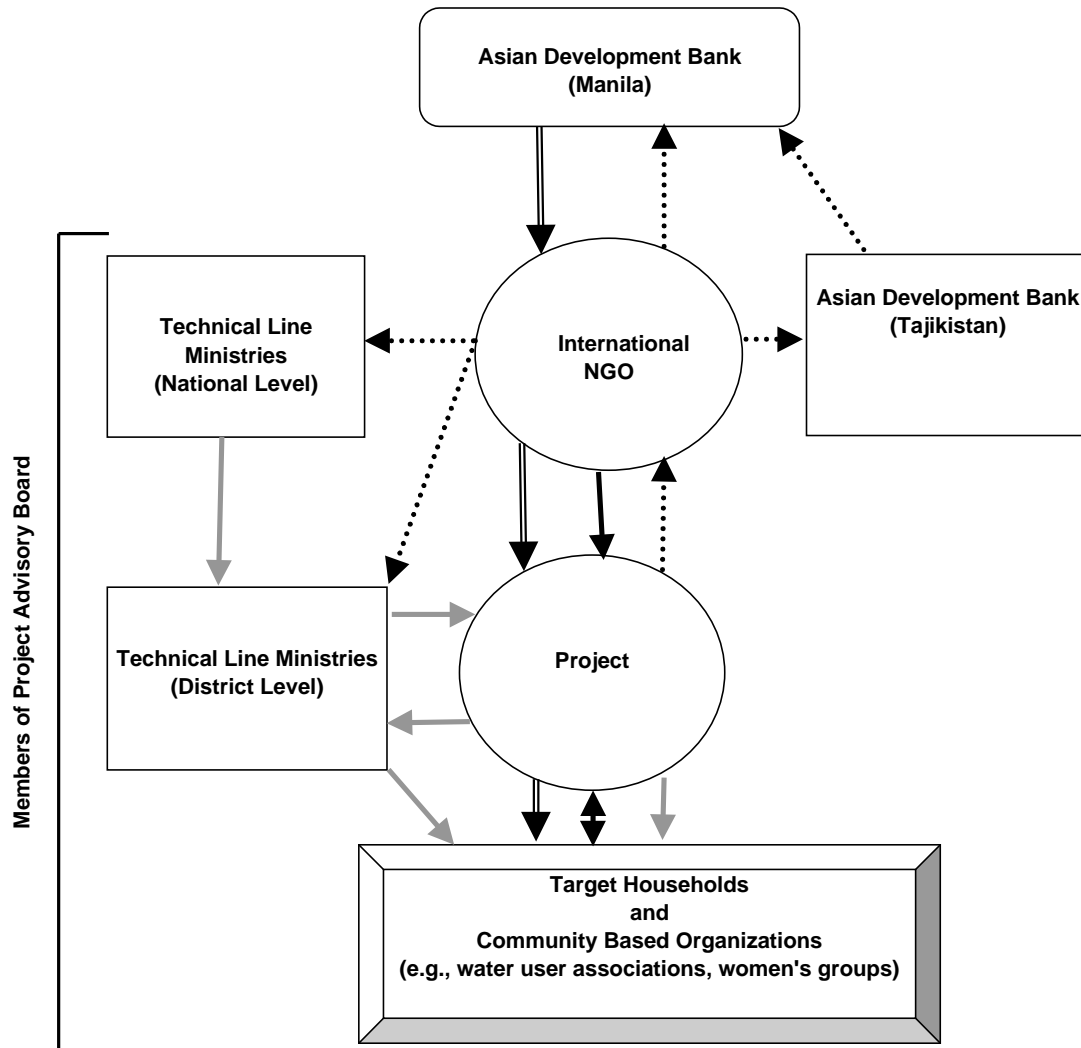 Asian Development Bank
(Manila)
Members of Project Advisory Board
Technical Line
Ministries
(National Level)
International
NGO
Asian Development Bank
(Tajikistan)
Technical Line Ministries
(District Level)
Project
Target Households
and
Community Based Organizations
(e.g., water user associations, women's groups)